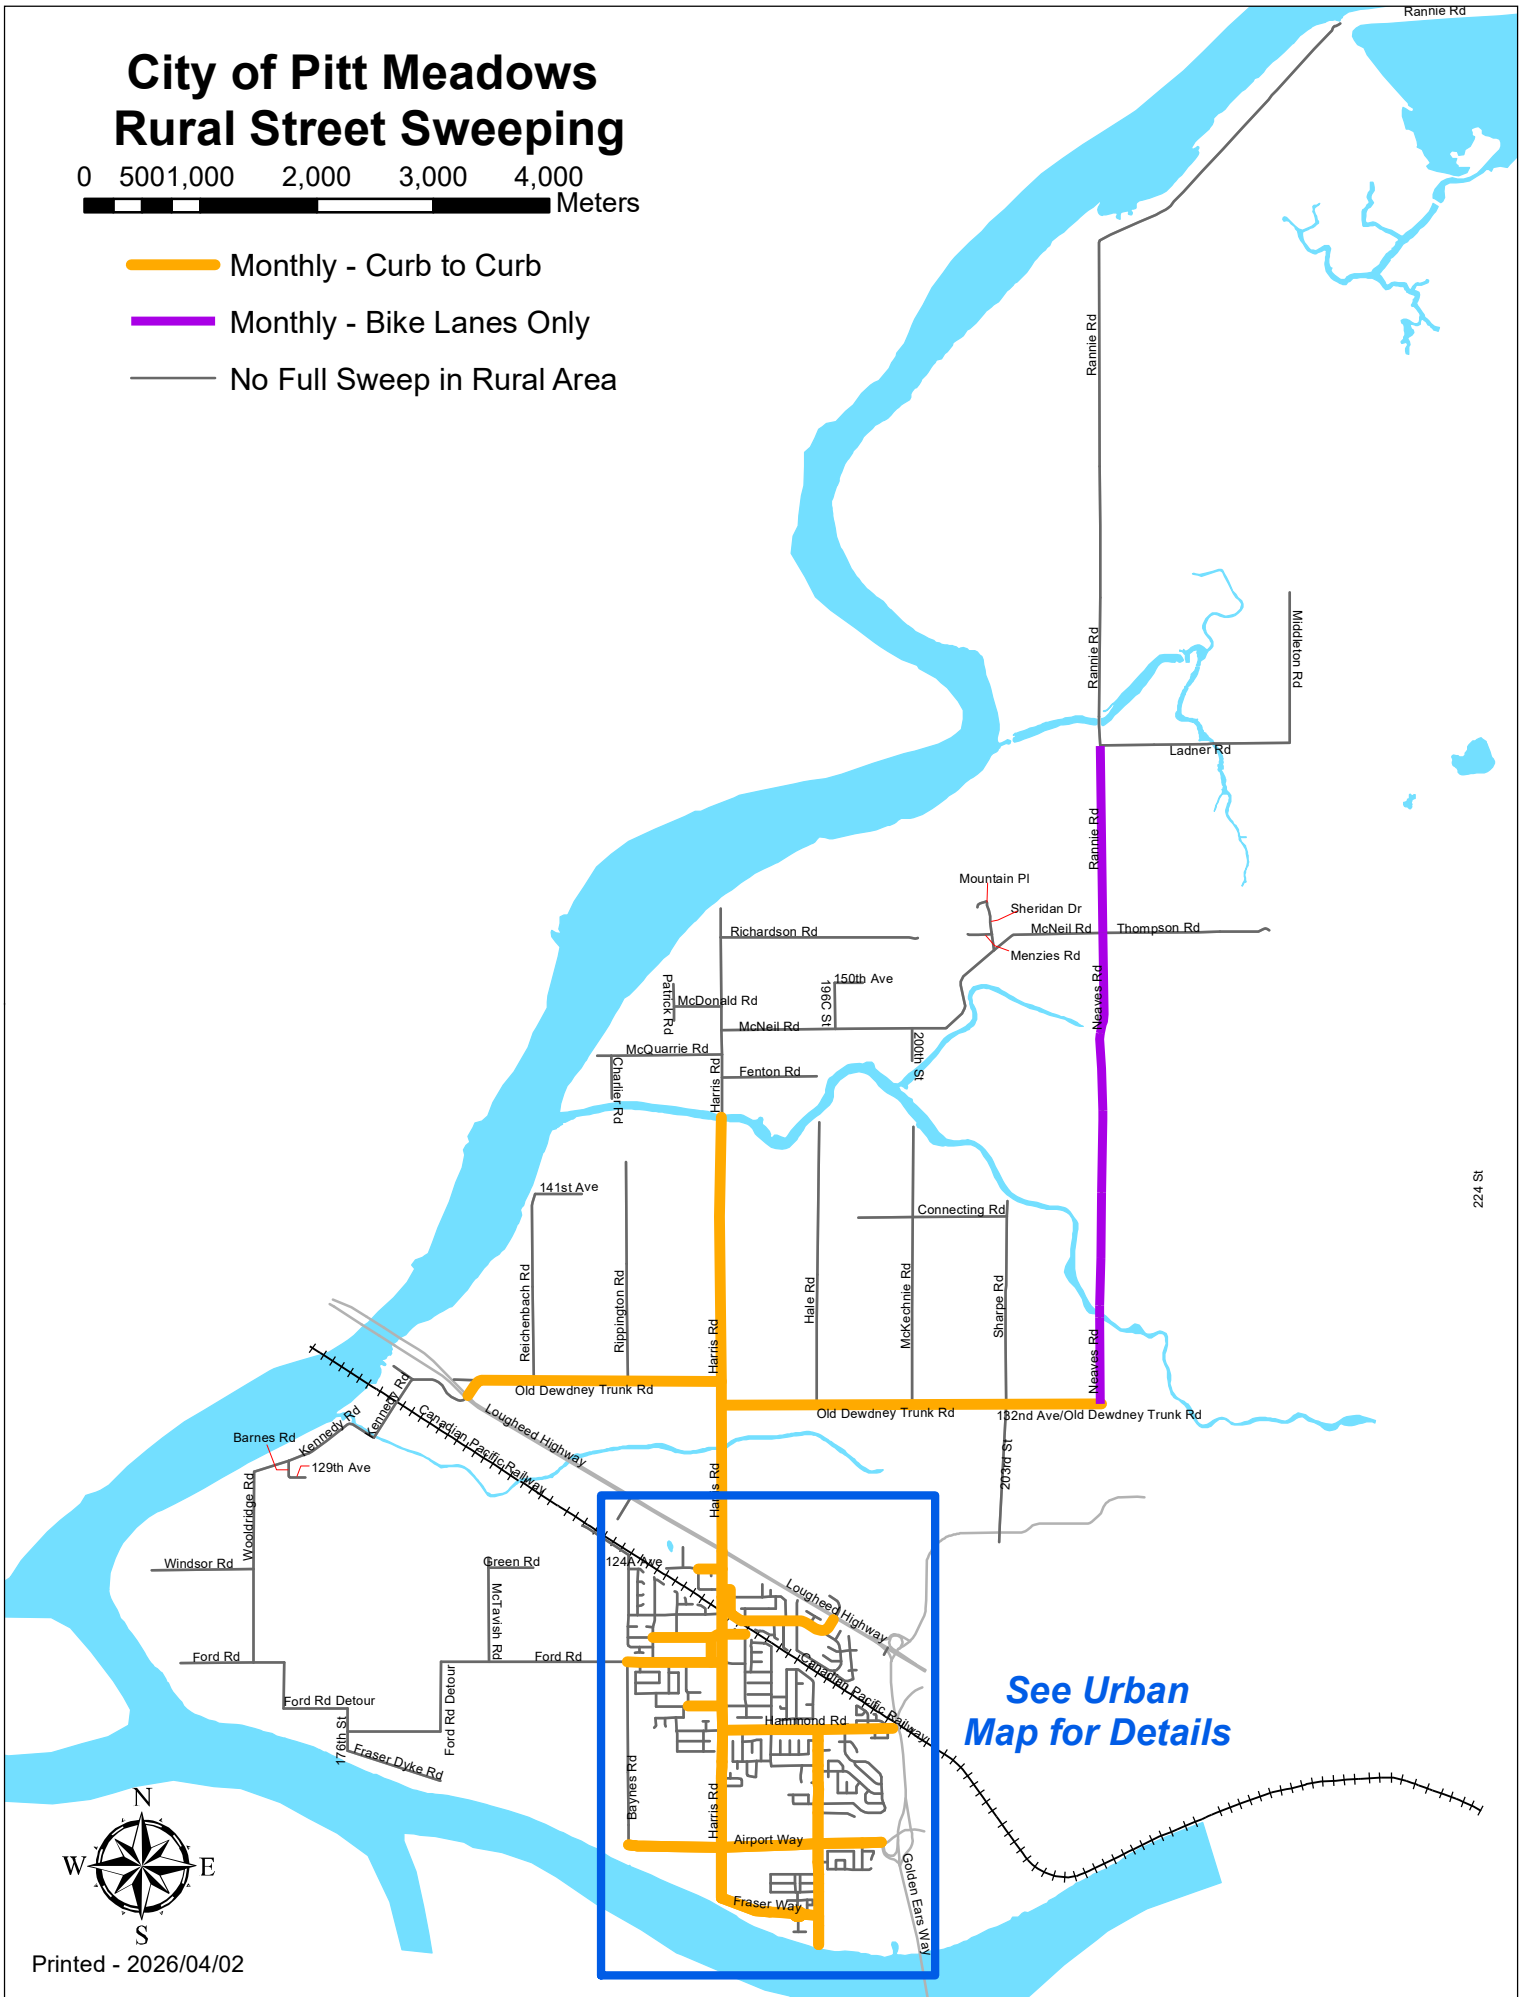 Rannie Rd
City of Pitt Meadows
Rural Street Sweeping
0 500 1,000 2,000 3,000 4,000
Meters
Monthly - Curb to Curb
Monthly - Bike Lanes Only
No Full Sweep in Rural Area
Rannie Rd
Rannie Rd
Middleton Rd
Ladner Rd
Rannie Rd
Mountain Pl
Sheridan Dr
McNeil Rd
Thompson Rd
Menzies Rd
Richardson Rd
150th Ave
196C St
Patrick Rd
McDonald Rd
Neaves Rd
McNeil Rd
200th St
McQuarrie Rd
Charlier Rd
Harris Rd
Fenton Rd
141st Ave
224 St
Connecting Rd
Reichenbach Rd
Rippington Rd
Harris Rd
Hale Rd
McKechnie Rd
Sharpe Rd
Neaves Rd
Old Dewdney Trunk Rd
Old Dewdney Trunk Rd
132nd Ave/Old Dewdney Trunk Rd
Kennedy Rd
Kennedy Rd
Canadian Pacific Railway
Lougheed Highway
Barnes Rd
129th Ave
203rd St
Harris Rd
Wooldridge Rd
Windsor Rd
Green Rd
McTavish Rd
124A Ave
Lougheed Highway
Ford Rd
Ford Rd
Canadian Pacific Railway
Ford Rd Detour
Ford Rd Detour
176th St
Fraser Dyke Rd
Hammond Rd
See Urban
Map for Details
Baynes Rd
Harris Rd
Airport Way
Golden Ears Way
Fraser Way
N
W
E
S
Printed - 2026/04/02